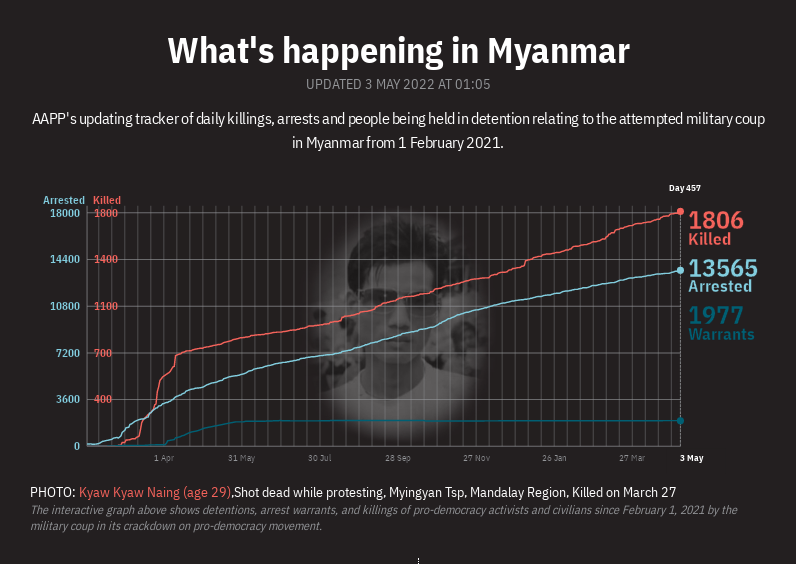 What's happening in Myanmar
UPDATED 3 MAY 2022 AT 01:05
AAPP's updating tracker of daily killings, arrests and people being held in detention relating to the attempted military coup
in Myanmar from 1 February 2021.
Day 457
Arrested Killed
18000 1800
1806
Killed
14400 1400
13565
Arrested
10800 1100
1977
Warrants
7200 700
3600 400
0
1 Apr 31 May 30 Jul 28 Sep 27 Nov 26 Jan 27 Mar 3 May
PHOTO: Kyaw Kyaw Naing (age 29),Shot dead while protesting, Myingyan Tsp, Mandalay Region, Killed on March 27
The interactive graph above shows detentions, arrest warrants, and killings of pro-democracy activists and civilians since February 1, 2021 by the
military coup in its crackdown on pro-democracy movement.